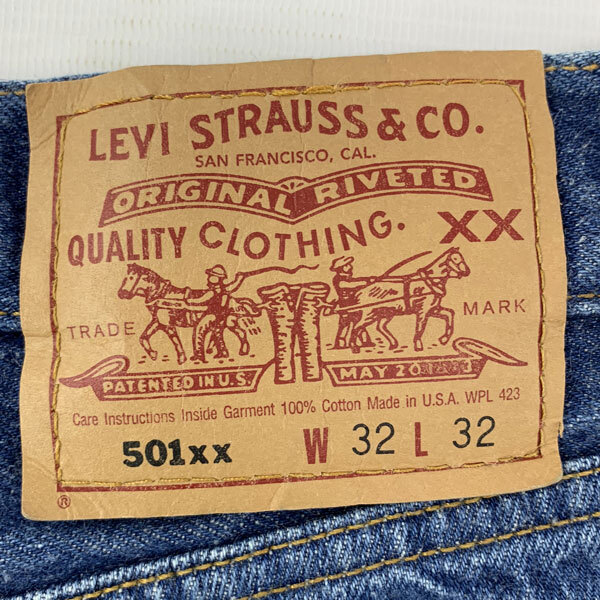 LEVI STRAUSS & CO.
SAN FRANCISCO, CAL.
ORIGINAL RIVETED
QUALITY CLOTHING. XX
TRADE MARK
PATENTED IN U.S. MAY 20 1873
Care Instructions Inside Garment 100% Cotton Made in U.S.A. WPL 423
501xx W 32 L 32
®